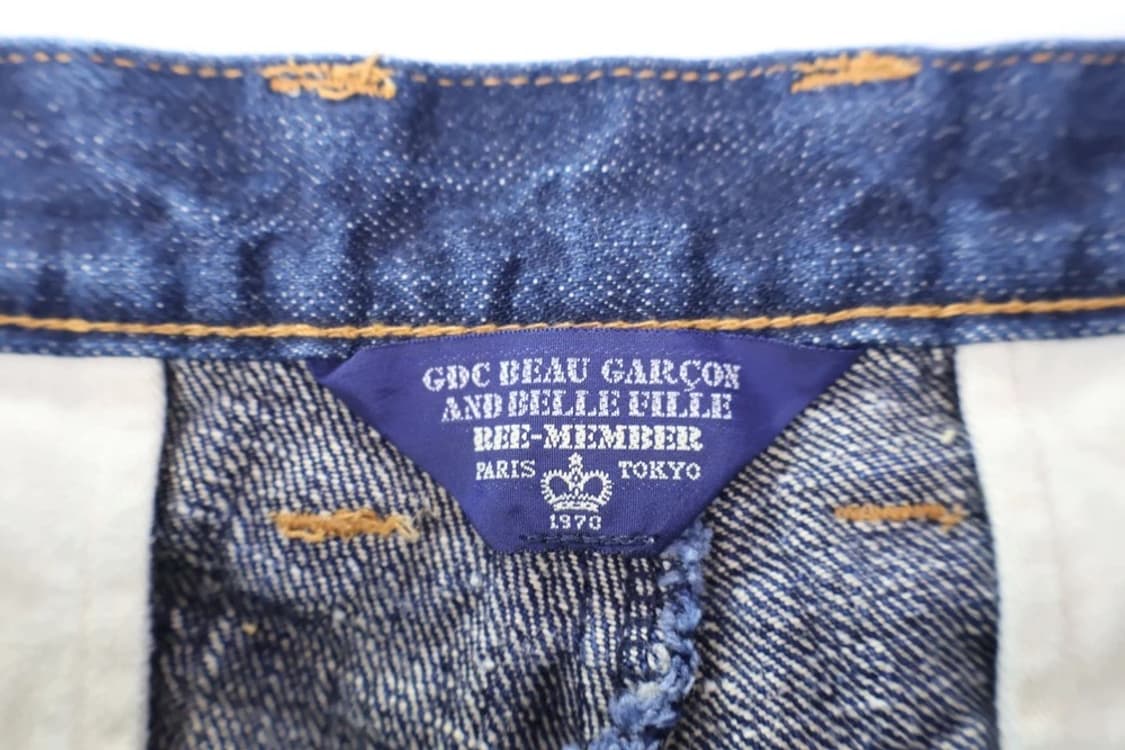 GDC BEAU GARÇON
AND BELLE FILLE
REE-MEMBER
PARIS TOKYO
1970